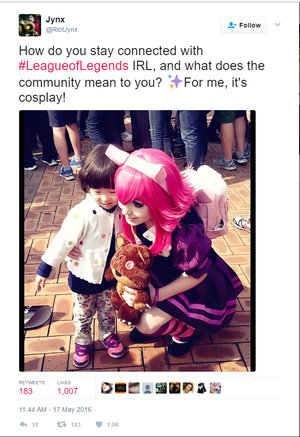 Jynx
@RiotJynx
Follow
How do you stay connected with
#LeagueofLegends IRL, and what does the
community mean to you? ✨For me, it's
cosplay!
RETWEETS LIKES
183 1,007
11:44 AM - 17 May 2016
31 183 1.0K